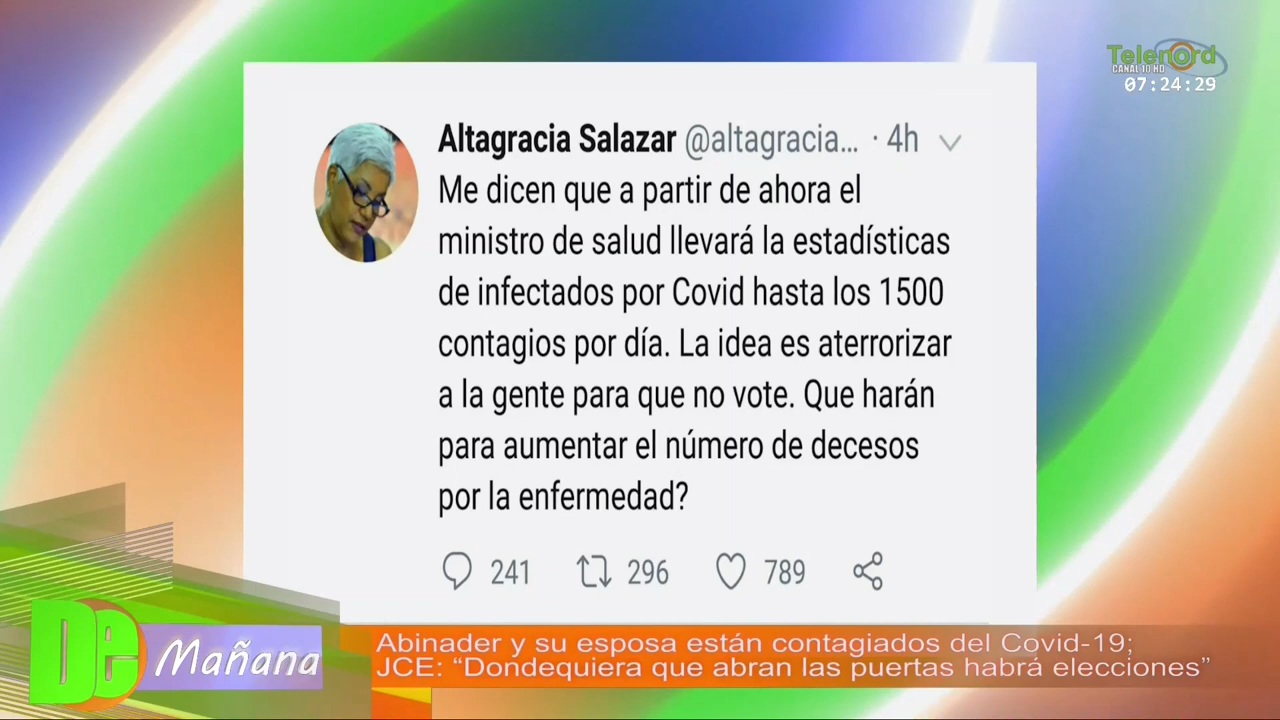 Telenord
CANAL 10 HD
07:24:29
Altagracia Salazar @altagracia... · 4h
Me dicen que a partir de ahora el
ministro de salud llevará la estadísticas
de infectados por Covid hasta los 1500
contagios por día. La idea es aterrorizar
a la gente para que no vote. Que harán
para aumentar el número de decesos
por la enfermedad?
241 296 789
De Mañana
Abinader y su esposa están contagiados del Covid-19;
JCE: “Dondequiera que abran las puertas habrá elecciones”